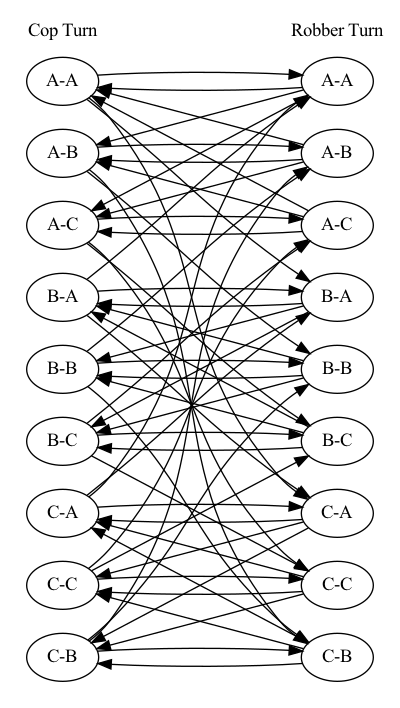 Cop Turn Robber Turn
A-A A-A
A-B A-B
A-C A-C
B-A B-A
B-B B-B
B-C B-C
C-A C-A
C-C C-C
C-B C-B